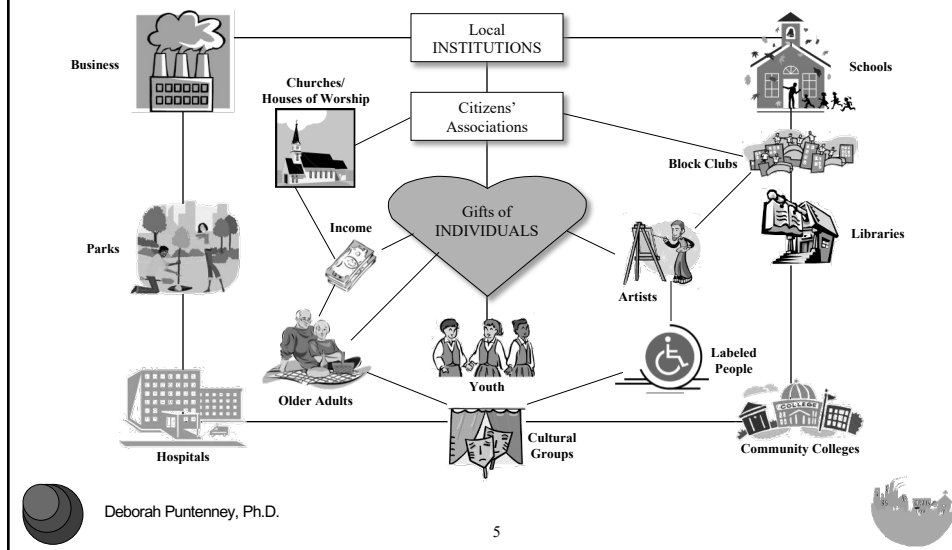 Local
INSTITUTIONS
Business
Schools
Churches/
Houses of Worship
Citizens'
Associations
Block Clubs
Gifts of
INDIVIDUALS
Parks
Income
Libraries
Artists
Labeled
People
Youth
Older Adults
Hospitals
Cultural
Groups
COLLEGE
Community Colleges
Deborah Puntenney, Ph.D.
5